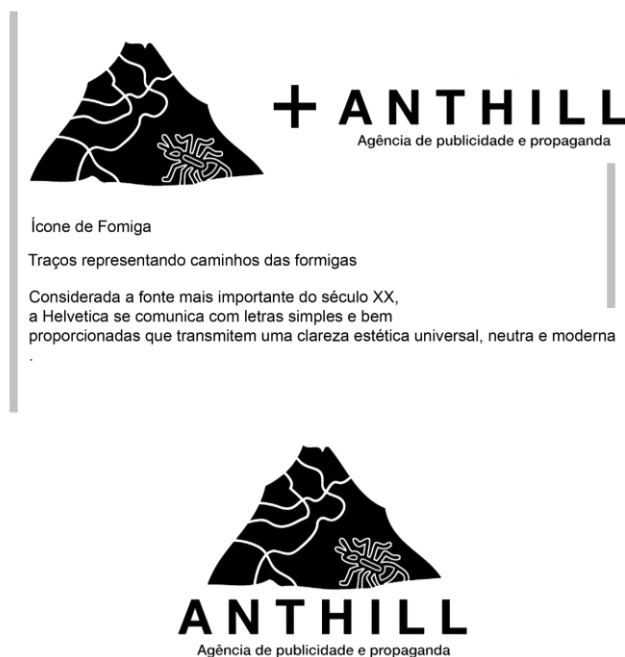 + ANTHILL
Agência de publicidade e propaganda
Ícone de Fomiga
Traços representando caminhos das formigas
Considerada a fonte mais importante do século XX,
a Helvetica se comunica com letras simples e bem
proporcionadas que transmitem uma clareza estética universal, neutra e moderna
.
ANTHILL
Agência de publicidade e propaganda